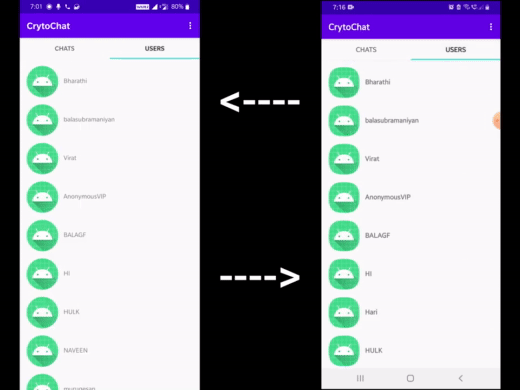 7:01
80%
CrytoChat
CHATS
USERS
Bharathi
balasubramaniyan
Virat
AnonymousVIP
BALAGF
HI
HULK
NAVEEN
murugesan
<----
---->
7:16
CrytoChat
CHATS
USERS
Bharathi
balasubramaniyan
Virat
AnonymousVIP
BALAGF
HI
Hari
HULK